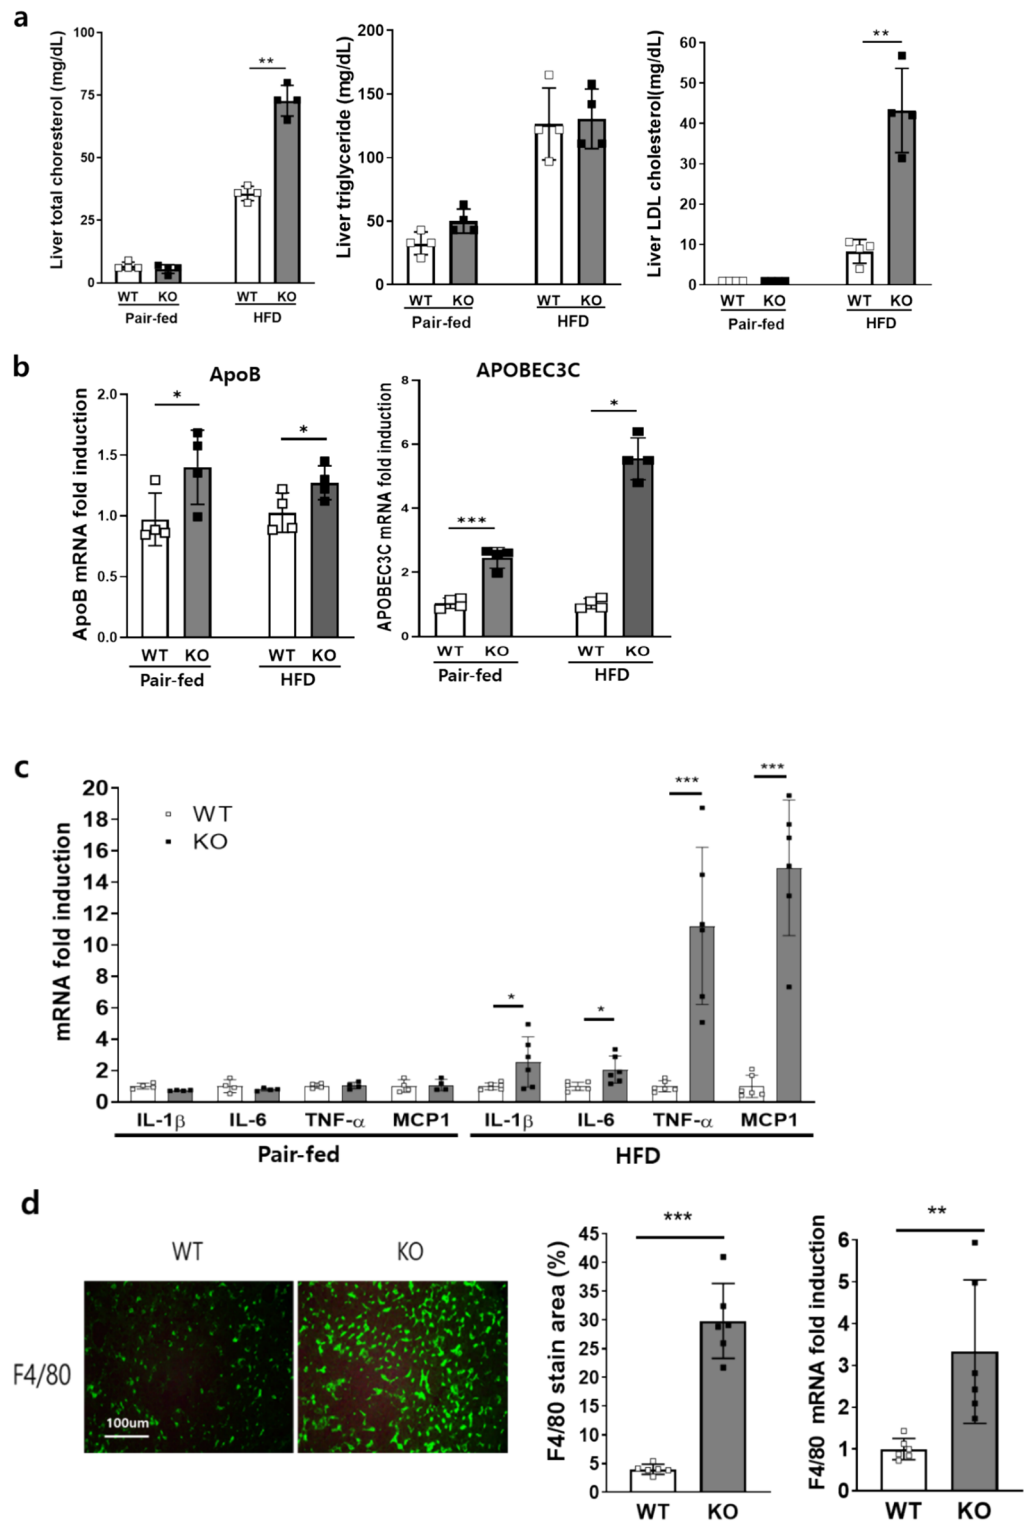 a
Liver total choresterol (mg/dL)
100
75
50
25
0
**
WT KO WT KO
Pair-fed HFD
Liver triglyceride (mg/dL)
200
150
100
50
0
WT KO WT KO
Pair-fed HFD
Liver LDL cholesterol(mg/dL)
60
50
40
30
20
10
0
**
WT KO WT KO
Pair-fed HFD
b
ApoB
ApoB mRNA fold induction
2.0
1.5
1.0
0.5
0.0
*
*
WT KO WT KO
Pair-fed HFD
APOBEC3C
APOBEC3C mRNA fold induction
8
6
4
2
0
***
*
WT KO WT KO
Pair-fed HFD
c
mRNA fold induction
20
18
16
14
12
10
8
6
4
2
0
WT
KO
*
*
***
***
IL-1β IL-6 TNF-α MCP1 IL-1β IL-6 TNF-α MCP1
Pair-fed HFD
d
WT KO
F4/80
100um
F4/80 stain area (%)
45
40
35
30
25
20
15
10
5
0
***
WT KO
F4/80 mRNA fold induction
6
5
4
3
2
1
0
**
WT KO